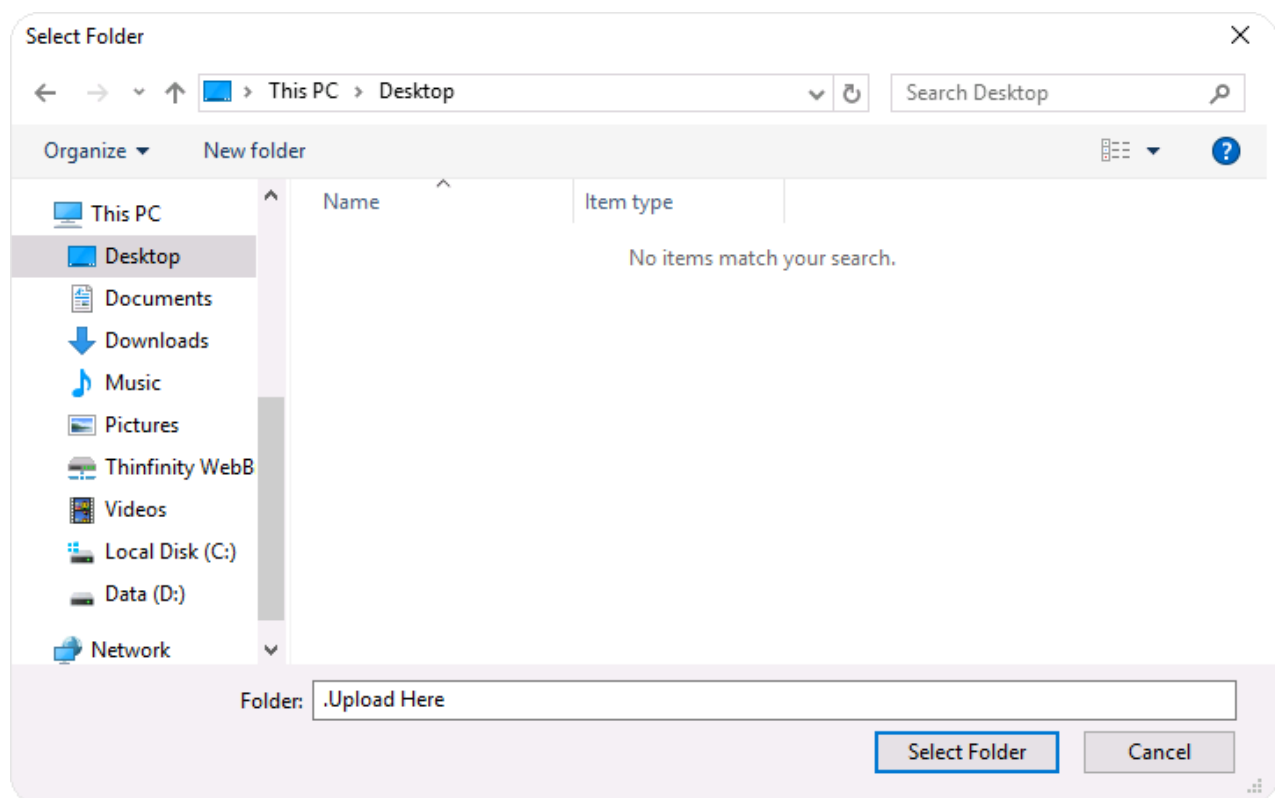 Select Folder
This PC > Desktop
Search Desktop
Organize
New folder
?
Name
Item type
No items match your search.
This PC
Desktop
Documents
Downloads
Music
Pictures
Thinfinity WebB
Videos
Local Disk (C:)
Data (D:)
Network
Folder: .Upload Here
Select Folder
Cancel